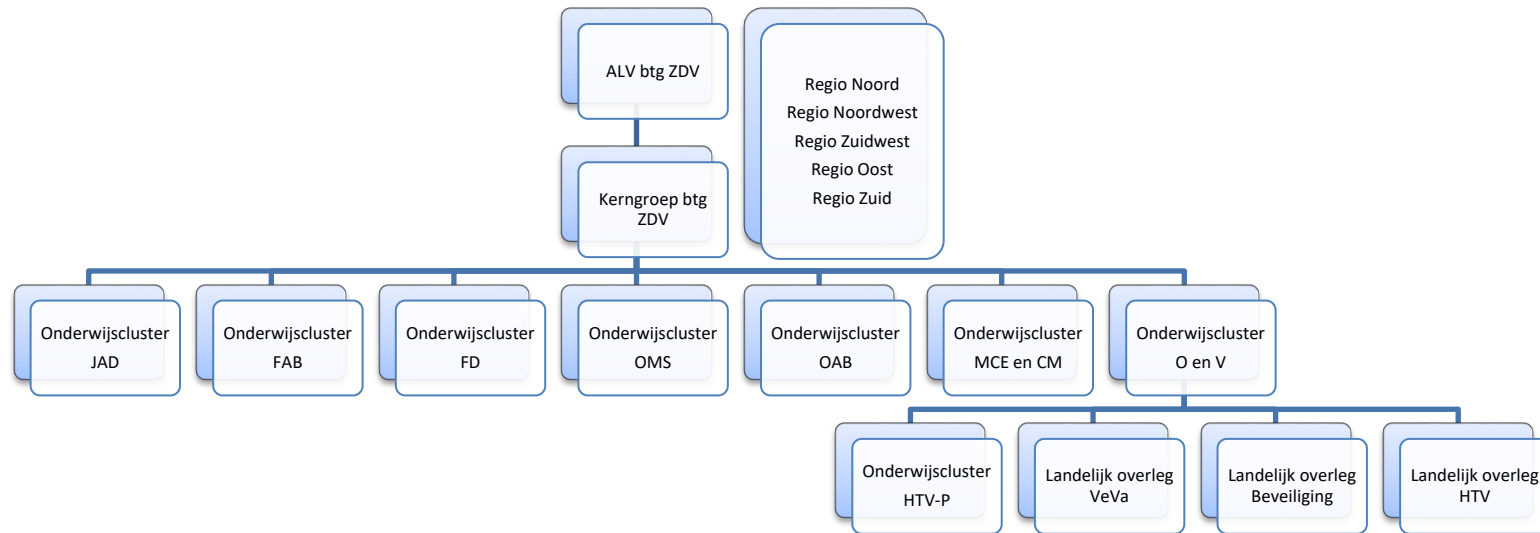 ALV btg ZDV
Regio Noord
Regio Noordwest
Regio Zuidwest
Regio Oost
Regio Zuid
Kerngroep btg
ZDV
Onderwijscluster
JAD
Onderwijscluster
FAB
Onderwijscluster
FD
Onderwijscluster
OMS
Onderwijscluster
OAB
Onderwijscluster
MCE en CM
Onderwijscluster
O en V
Onderwijscluster
HTV-P
Landelijk overleg
VeVa
Landelijk overleg
Beveiliging
Landelijk overleg
HTV